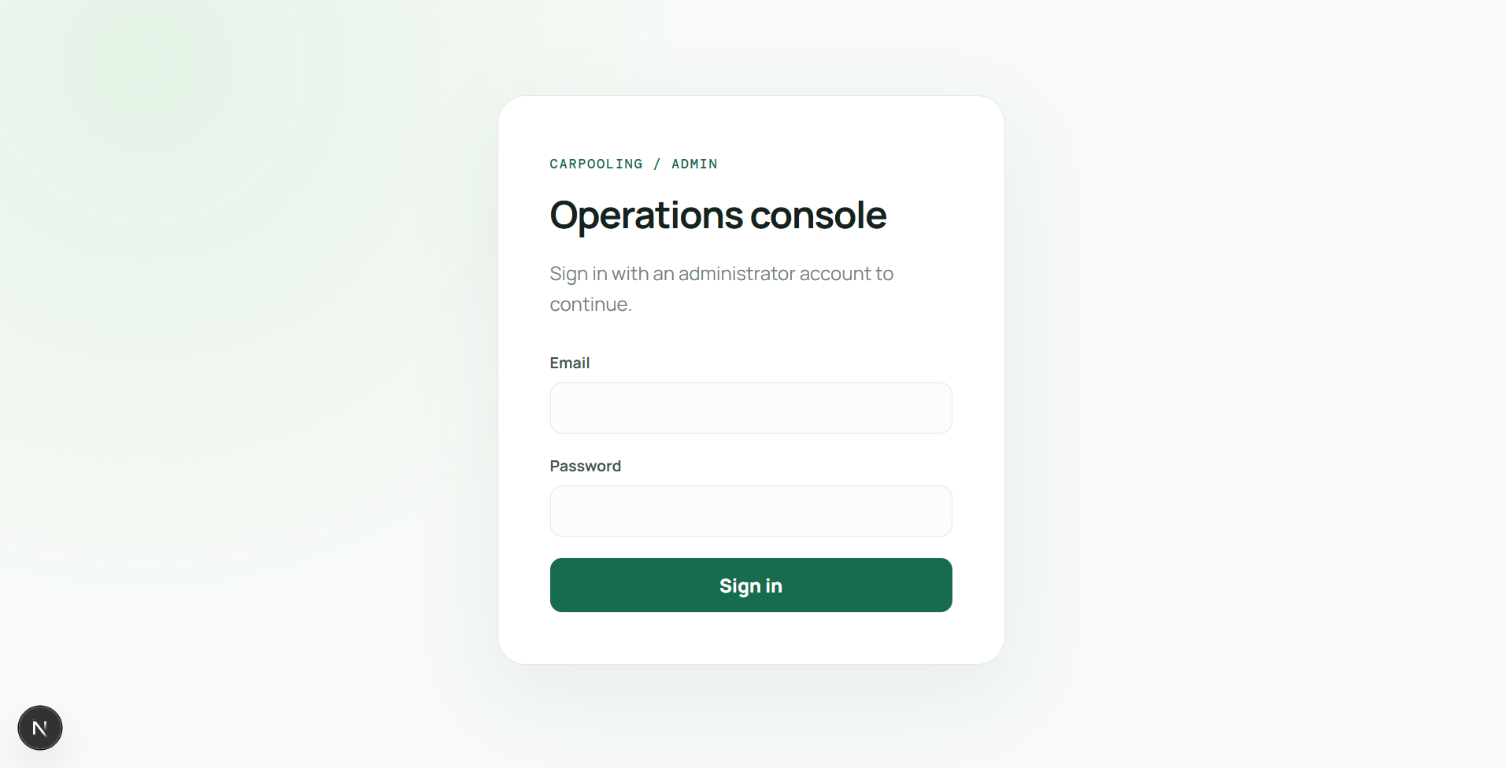 CARPOOLING / ADMIN
Operations console
Sign in with an administrator account to
continue.
Email
Password
Sign in
N